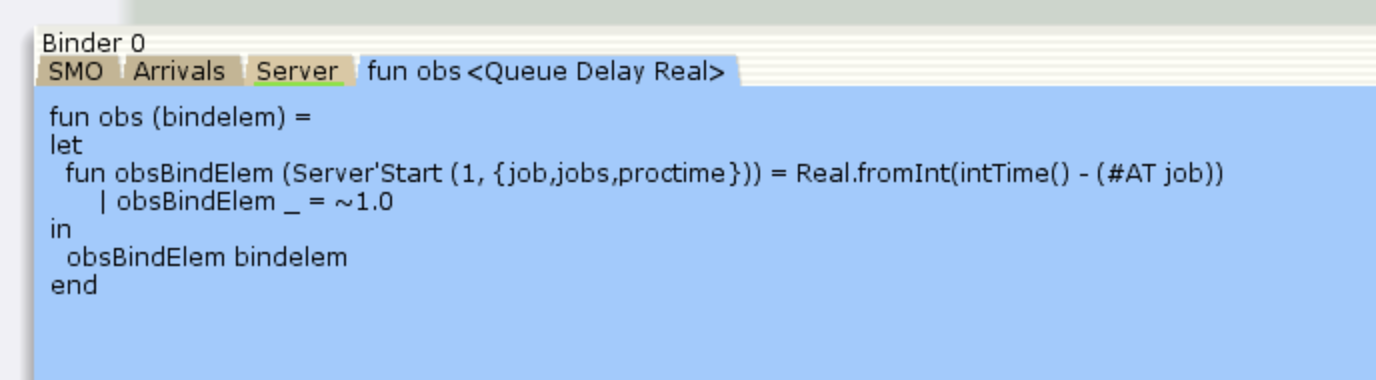 Binder 0
SMO Arrivals Server fun obs <Queue Delay Real>
fun obs (bindelem) =
let
fun obsBindElem (Server'Start (1, {job,jobs,proctime})) = Real.fromInt(intTime() - (#AT job))
| obsBindElem _ = ~1.0
in
obsBindElem bindelem
end